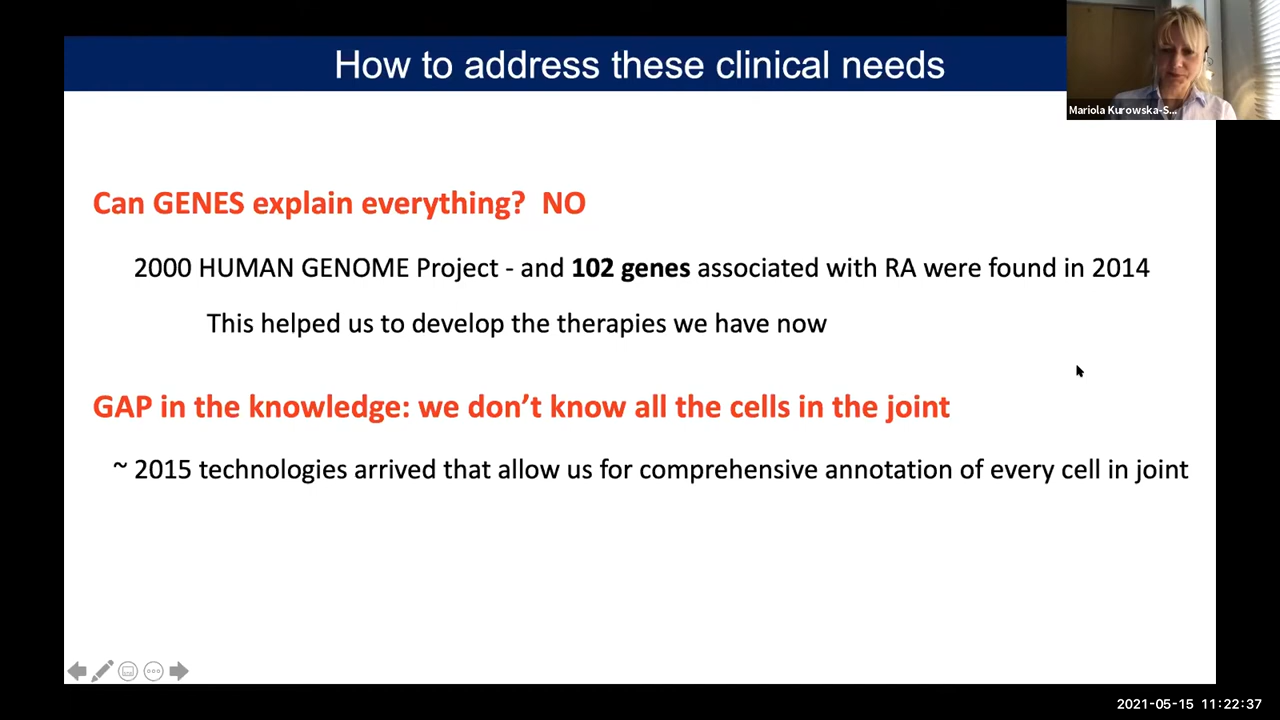 How to address these clinical needs
Mariola Kurowska-S...
Can GENES explain everything? NO
2000 HUMAN GENOME Project - and 102 genes associated with RA were found in 2014
This helped us to develop the therapies we have now
GAP in the knowledge: we don’t know all the cells in the joint
~ 2015 technologies arrived that allow us for comprehensive annotation of every cell in joint
2021-05-15 11:22:37